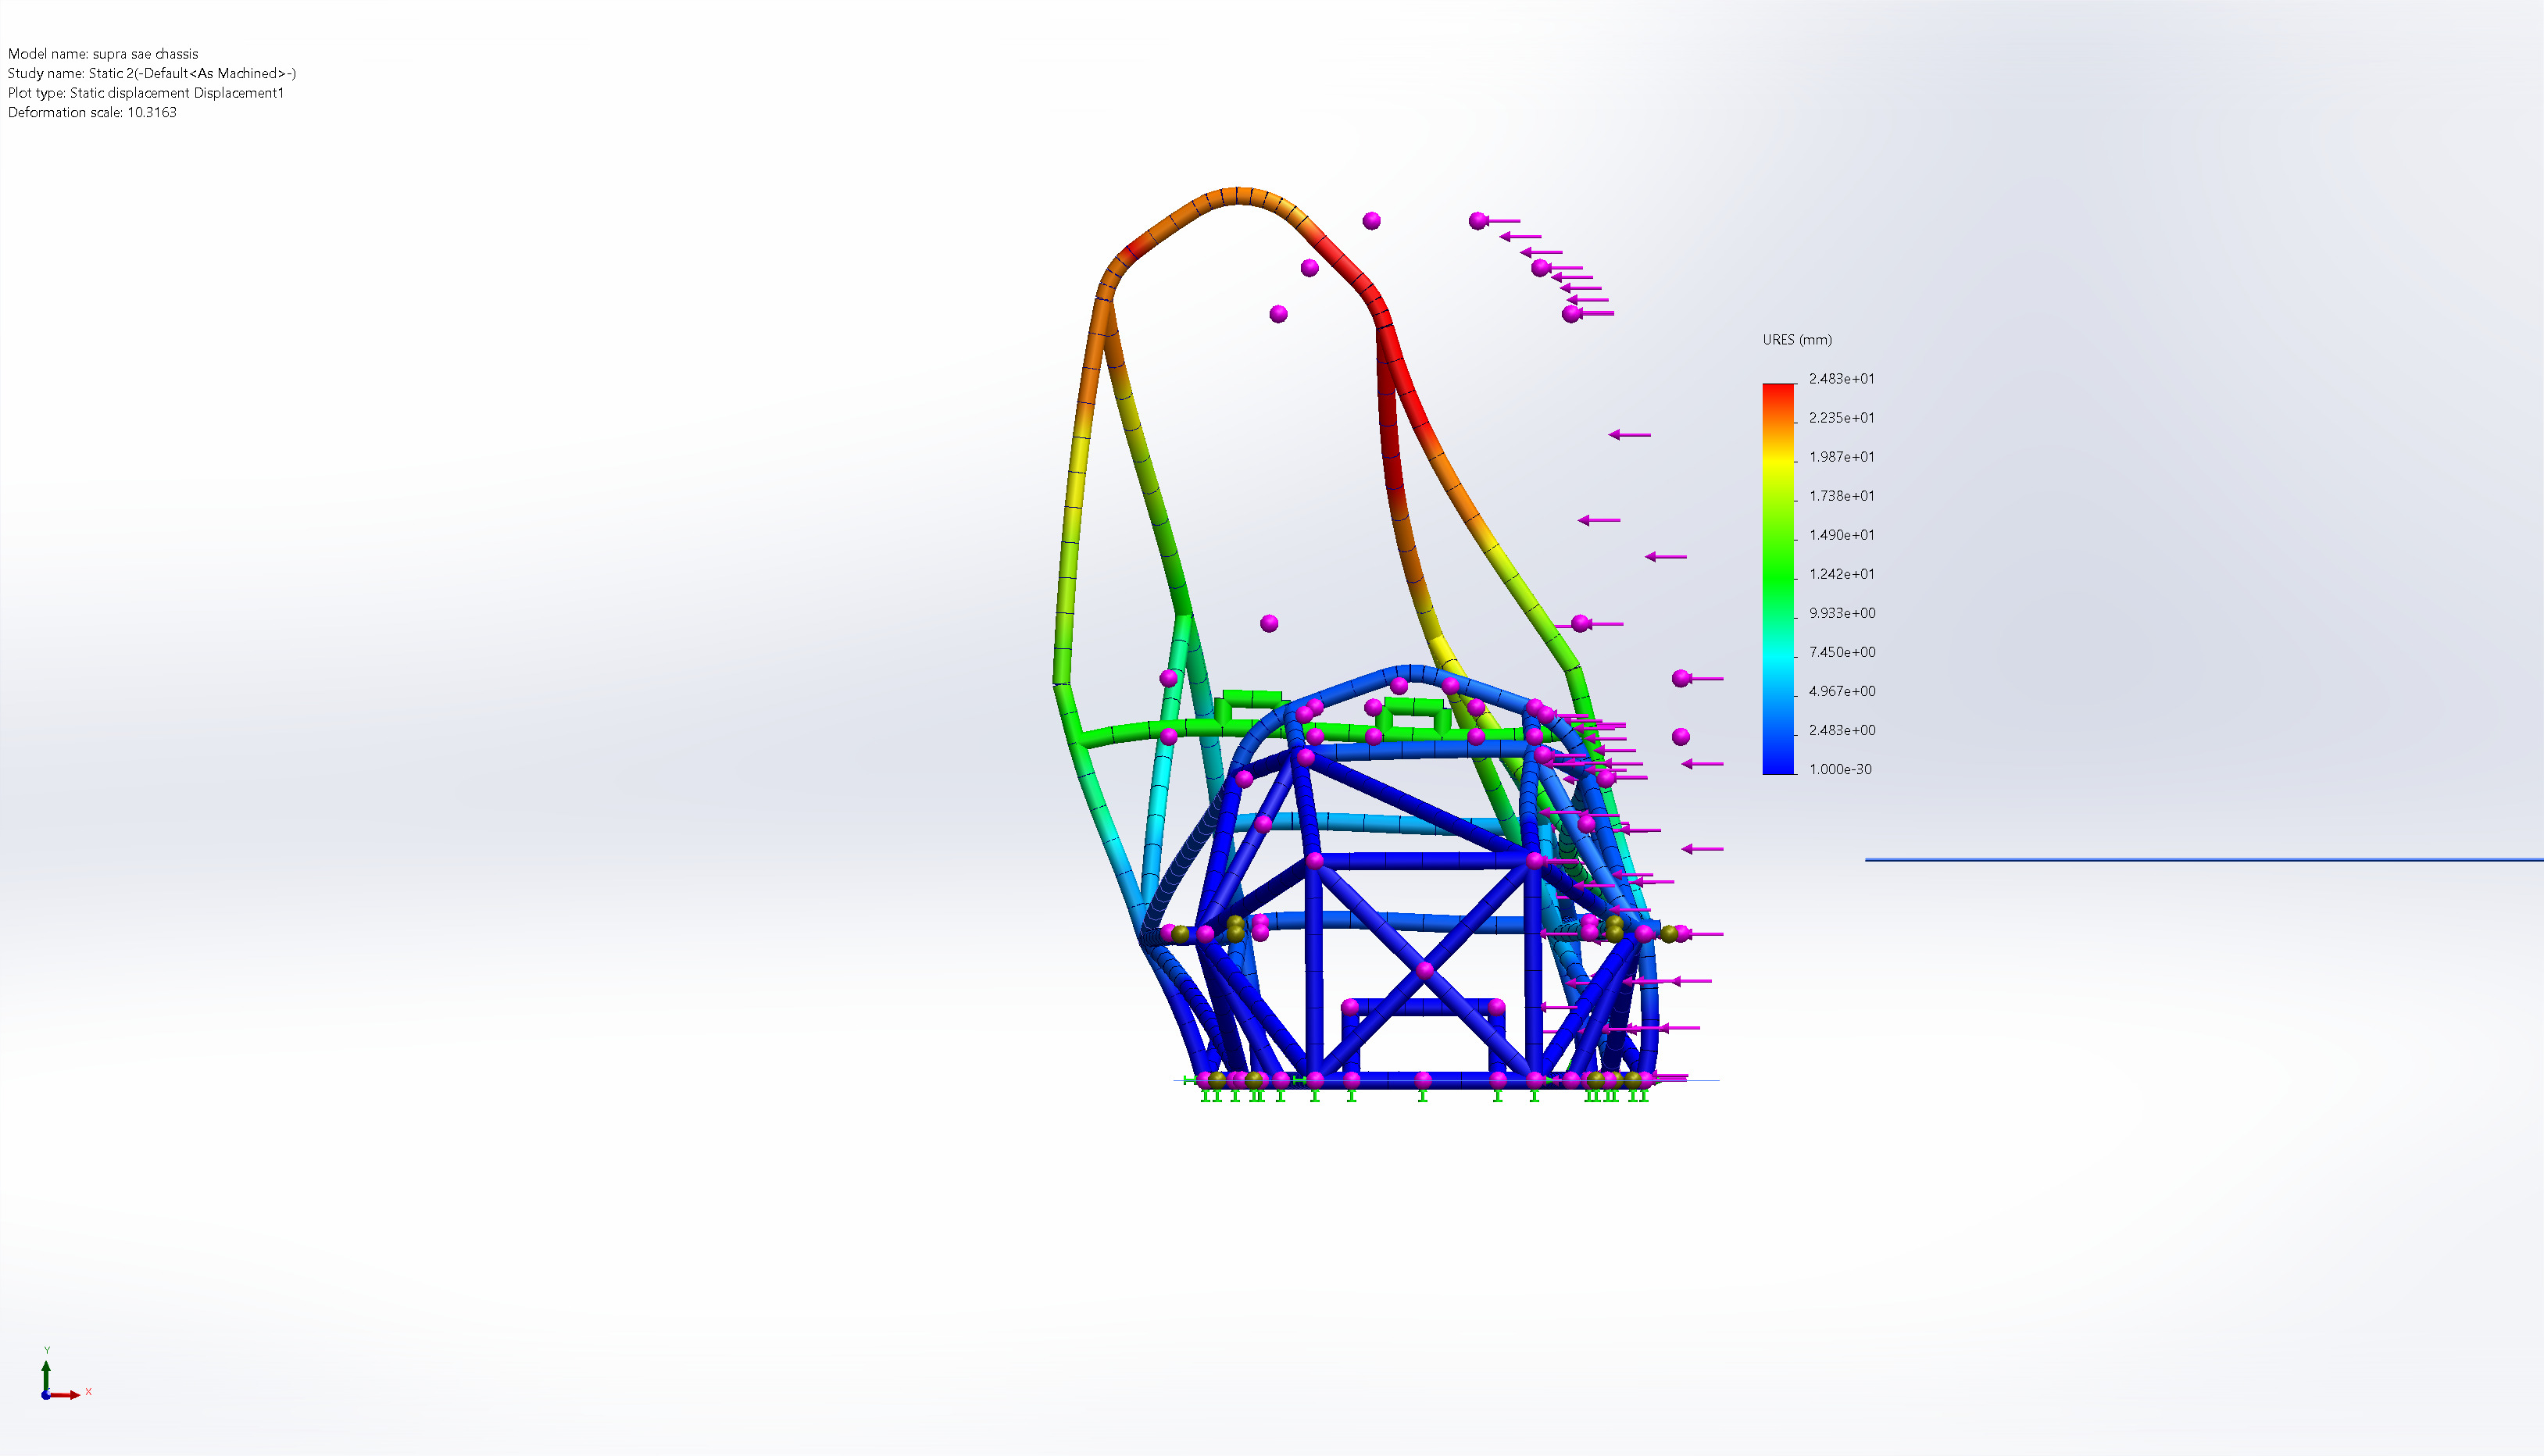 Model name: supra sae chassis
Study name: Static 2(-Default<As Machined>-)
Plot type: Static displacement Displacement1
Deformation scale: 10.3163
URES (mm)
2.483e+01
2.235e+01
1.987e+01
1.738e+01
1.490e+01
1.242e+01
9.933e+00
7.450e+00
4.967e+00
2.483e+00
1.000e-30
Y
X